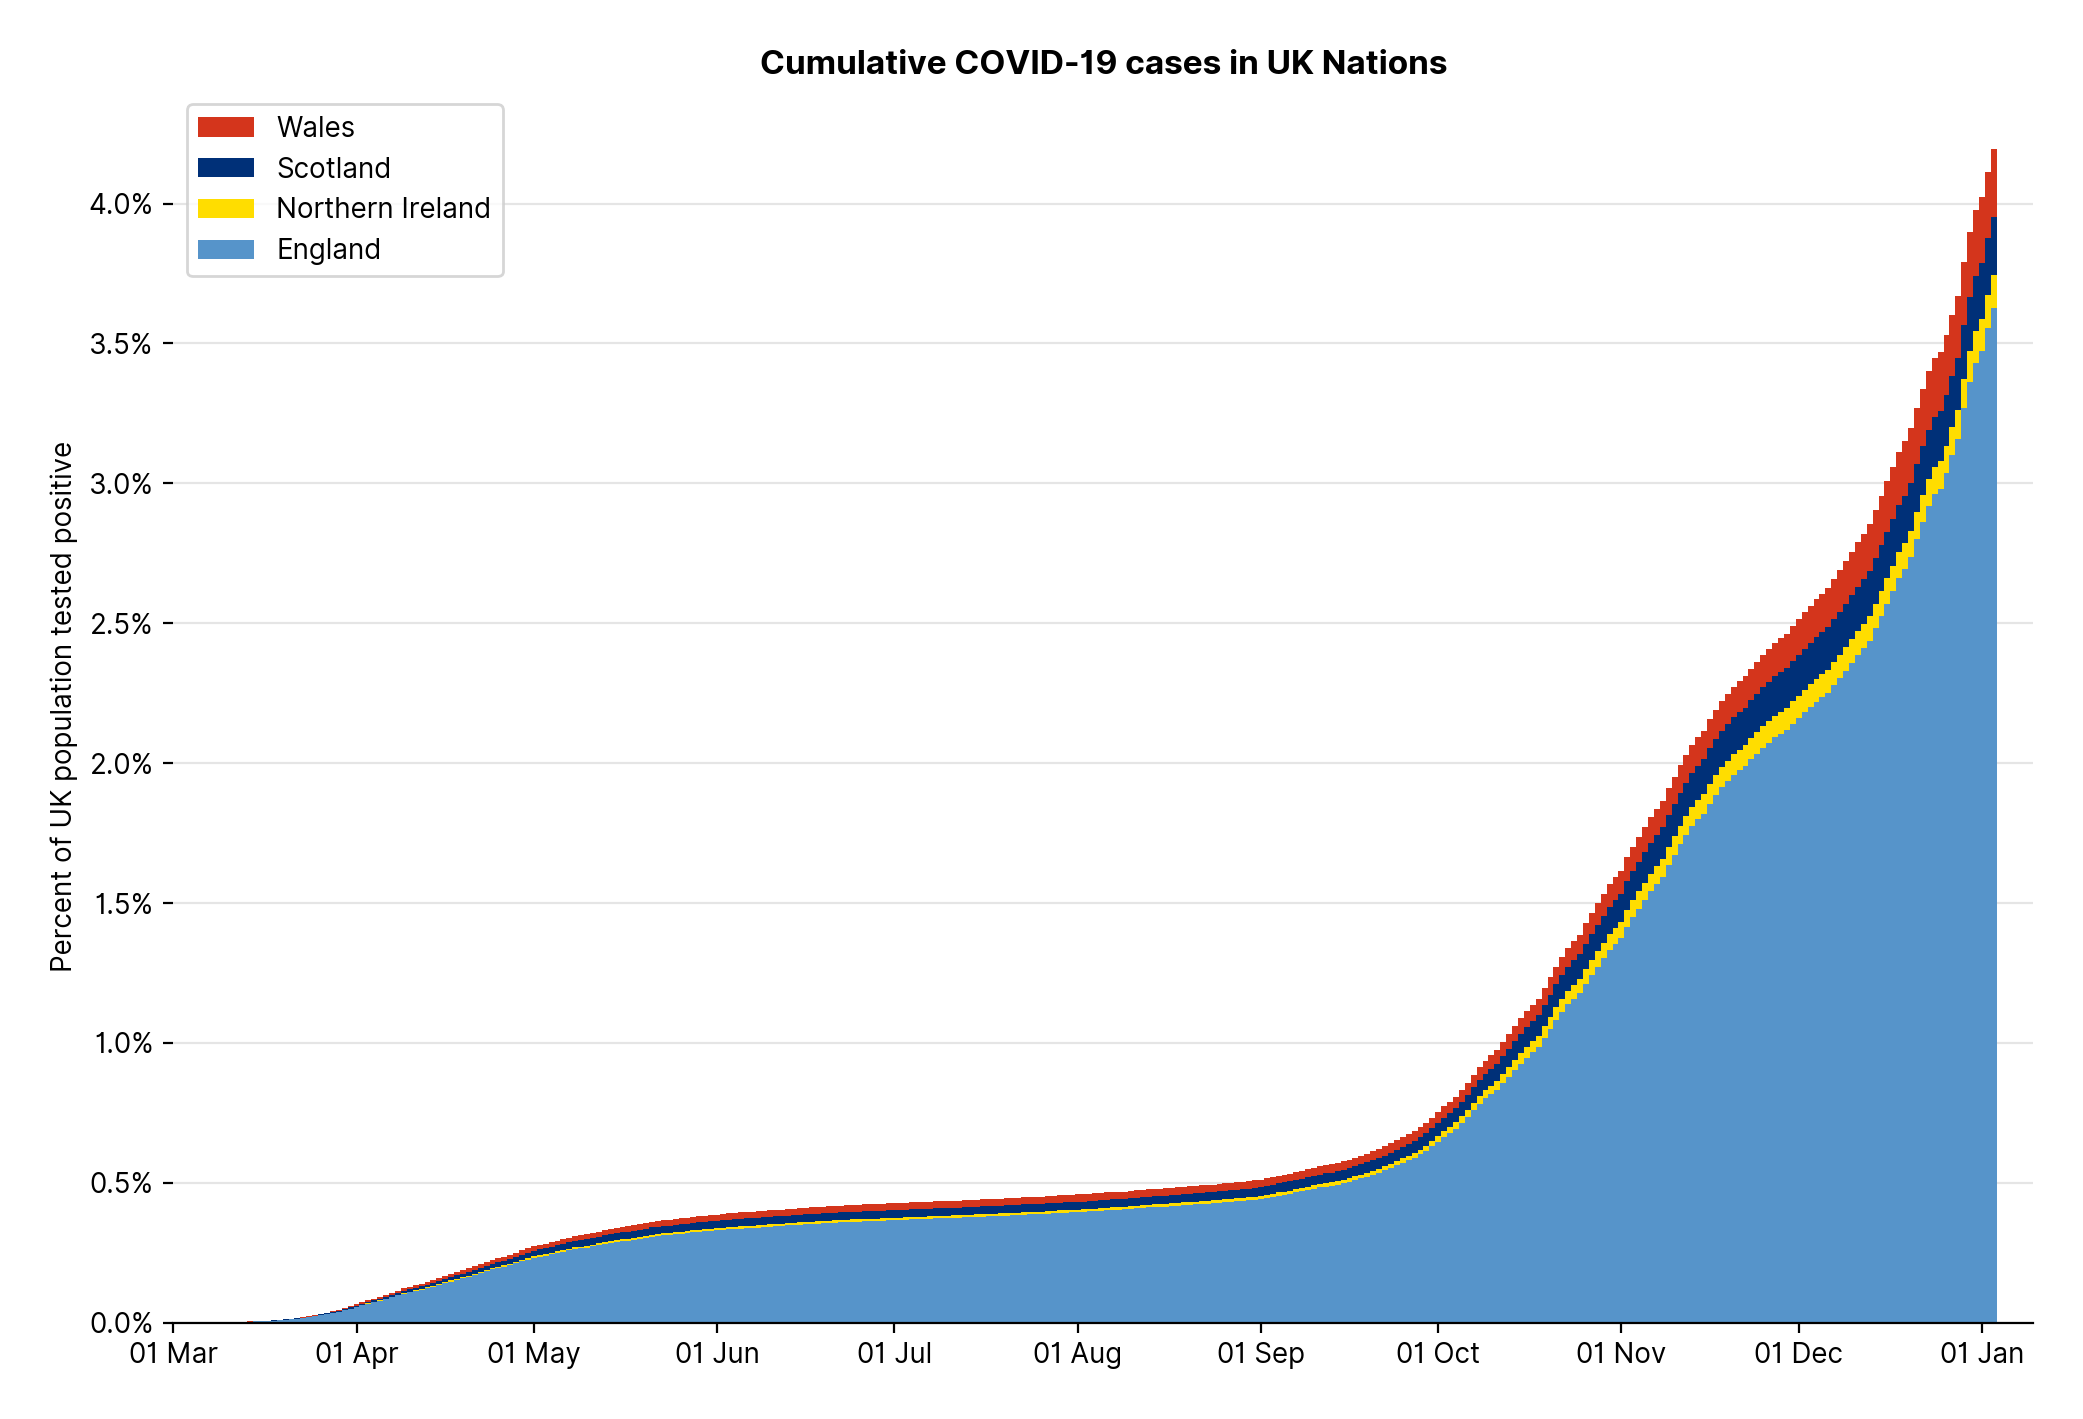 Cumulative COVID-19 cases in UK Nations
Wales
Scotland
Northern Ireland
England
Percent of UK population tested positive
4.0%
3.5%
3.0%
2.5%
2.0%
1.5%
1.0%
0.5%
0.0%
01 Mar 01 Apr 01 May 01 Jun 01 Jul 01 Aug 01 Sep 01 Oct 01 Nov 01 Dec 01 Jan